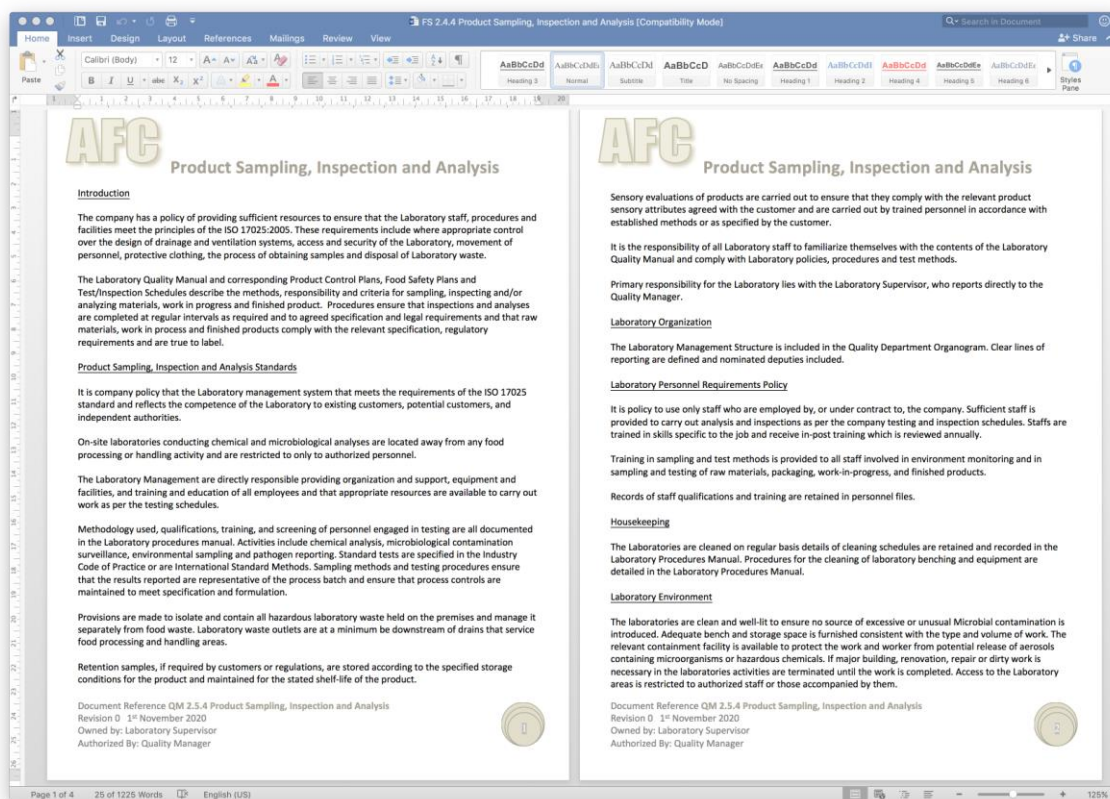 FS 2.4.4 Product Sampling, Inspection and Analysis [Compatibility Mode]
Search in Document
Home Insert Design Layout References Mailings Review View
Share
Paste
Calibri (Body) 12
AaBbCcDd AaBbCcDdEe AaBbCcDd AaBbCcD AaBbCcDdEe AaBbCcDd AaBbCcDdI AaBbCcDd AaBbCcDdEe AaBbCcDdEe
Heading 3 Normal Subtitle Title No Spacing Heading 1 Heading 2 Heading 4 Heading 5 Heading 6
Styles Pane
AFC
Product Sampling, Inspection and Analysis
Introduction
The company has a policy of providing sufficient resources to ensure that the Laboratory staff, procedures and
facilities meet the principles of the ISO 17025:2005. These requirements include where appropriate control
over the design of drainage and ventilation systems, access and security of the Laboratory, movement of
personnel, protective clothing, the process of obtaining samples and disposal of Laboratory waste.
The Laboratory Quality Manual and corresponding Product Control Plans, Food Safety Plans and
Test/Inspection Schedules describe the methods, responsibility and criteria for sampling, inspecting and/or
analyzing materials, work in progress and finished product. Procedures ensure that inspections and analyses
are completed at regular intervals as required and to agreed specification and legal requirements and that raw
materials, work in process and finished products comply with the relevant specification, regulatory
requirements and are true to label.
Product Sampling, Inspection and Analysis Standards
It is company policy that the Laboratory management system that meets the requirements of the ISO 17025
standard and reflects the competence of the Laboratory to existing customers, potential customers, and
independent authorities.
On-site laboratories conducting chemical and microbiological analyses are located away from any food
processing or handling activity and are restricted to only to authorized personnel.
The Laboratory Management are directly responsible providing organization and support, equipment and
facilities, and training and education of all employees and that appropriate resources are available to carry out
work as per the testing schedules.
Methodology used, qualifications, training, and screening of personnel engaged in testing are all documented
in the Laboratory procedures manual. Activities include chemical analysis, microbiological contamination
surveillance, environmental sampling and pathogen reporting. Standard tests are specified in the Industry
Code of Practice or are International Standard Methods. Sampling methods and testing procedures ensure
that the results reported are representative of the process batch and ensure that process controls are
maintained to meet specification and formulation.
Provisions are made to isolate and contain all hazardous laboratory waste held on the premises and manage it
separately from food waste. Laboratory waste outlets are at a minimum be downstream of drains that service
food processing and handling areas.
Retention samples, if required by customers or regulations, are stored according to the specified storage
conditions for the product and maintained for the stated shelf-life of the product.
Document Reference QM 2.5.4 Product Sampling, Inspection and Analysis
Revision 0 1st November 2020
Owned by: Laboratory Supervisor
Authorized By: Quality Manager
1
AFC
Product Sampling, Inspection and Analysis
Sensory evaluations of products are carried out to ensure that they comply with the relevant product
sensory attributes agreed with the customer and are carried out by trained personnel in accordance with
established methods or as specified by the customer.
It is the responsibility of all Laboratory staff to familiarize themselves with the contents of the Laboratory
Quality Manual and comply with Laboratory policies, procedures and test methods.
Primary responsibility for the Laboratory lies with the Laboratory Supervisor, who reports directly to the
Quality Manager.
Laboratory Organization
The Laboratory Management Structure is included in the Quality Department Organogram. Clear lines of
reporting are defined and nominated deputies included.
Laboratory Personnel Requirements Policy
It is policy to use only staff who are employed by, or under contract to, the company. Sufficient staff is
provided to carry out analysis and inspections as per the company testing and inspection schedules. Staffs are
trained in skills specific to the job and receive in-post training which is reviewed annually.
Training in sampling and test methods is provided to all staff involved in environment monitoring and in
sampling and testing of raw materials, packaging, work-in-progress, and finished products.
Records of staff qualifications and training are retained in personnel files.
Housekeeping
The Laboratories are cleaned on regular basis details of cleaning schedules are retained and recorded in the
Laboratory Procedures Manual. Procedures for the cleaning of laboratory benching and equipment are
detailed in the Laboratory Procedures Manual.
Laboratory Environment
The laboratories are clean and well-lit to ensure no source of excessive or unusual Microbial contamination is
introduced. Adequate bench and storage space is furnished consistent with the type and volume of work. The
relevant containment facility is available to protect the work and worker from potential release of aerosols
containing microorganisms or hazardous chemicals. If major building, renovation, repair or dirty work is
necessary in the laboratories activities are terminated until the work is completed. Access to the Laboratory
areas is restricted to authorized staff or those accompanied by them.
Document Reference QM 2.5.4 Product Sampling, Inspection and Analysis
Revision 0 1st November 2020
Owned by: Laboratory Supervisor
Authorized By: Quality Manager
2
Page 1 of 4 25 of 1225 Words English (US) 125%